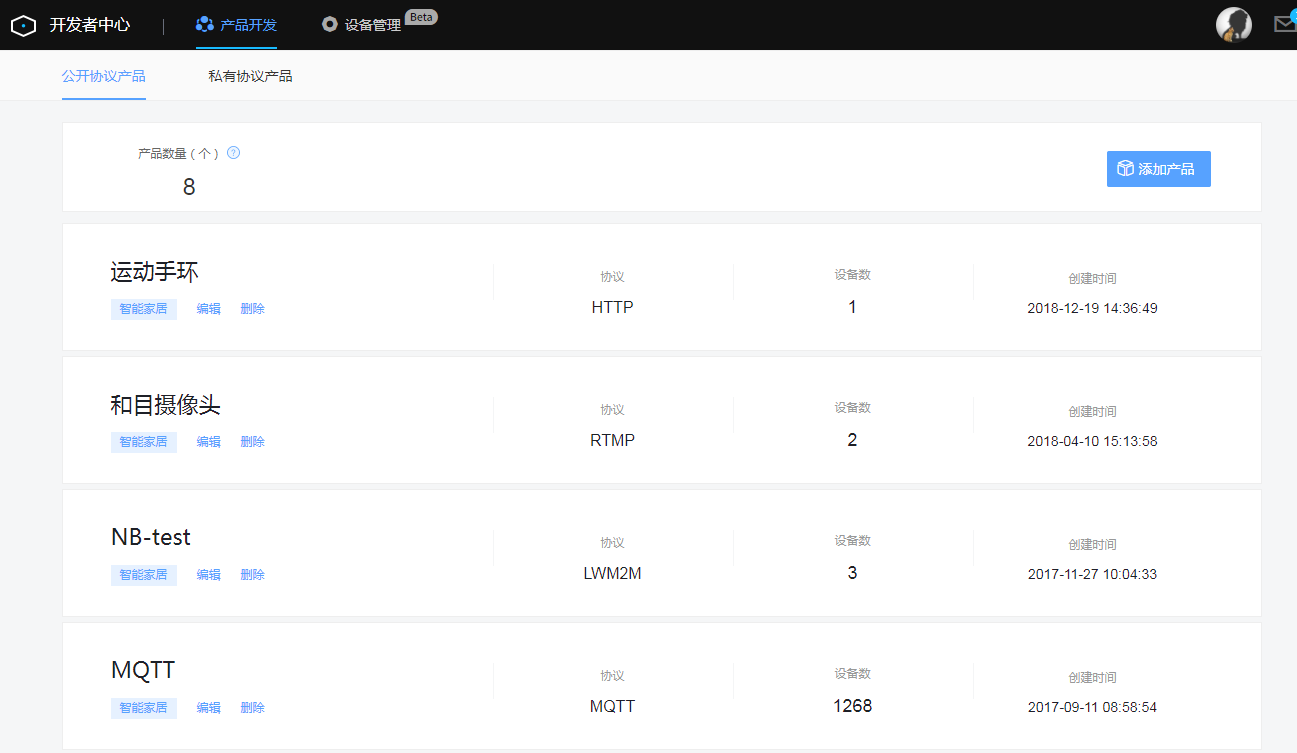 开发者中心 | 产品开发 设备管理 Beta
公开协议产品 私有协议产品
产品数量 ( 个 ) ?
8
添加产品
运动手环
智能家居 编辑 删除
协议
HTTP
设备数
1
创建时间
2018-12-19 14:36:49
和目摄像头
智能家居 编辑 删除
协议
RTMP
设备数
2
创建时间
2018-04-10 15:13:58
NB-test
智能家居 编辑 删除
协议
LWM2M
设备数
3
创建时间
2017-11-27 10:04:33
MQTT
智能家居 编辑 删除
协议
MQTT
设备数
1268
创建时间
2017-09-11 08:58:54